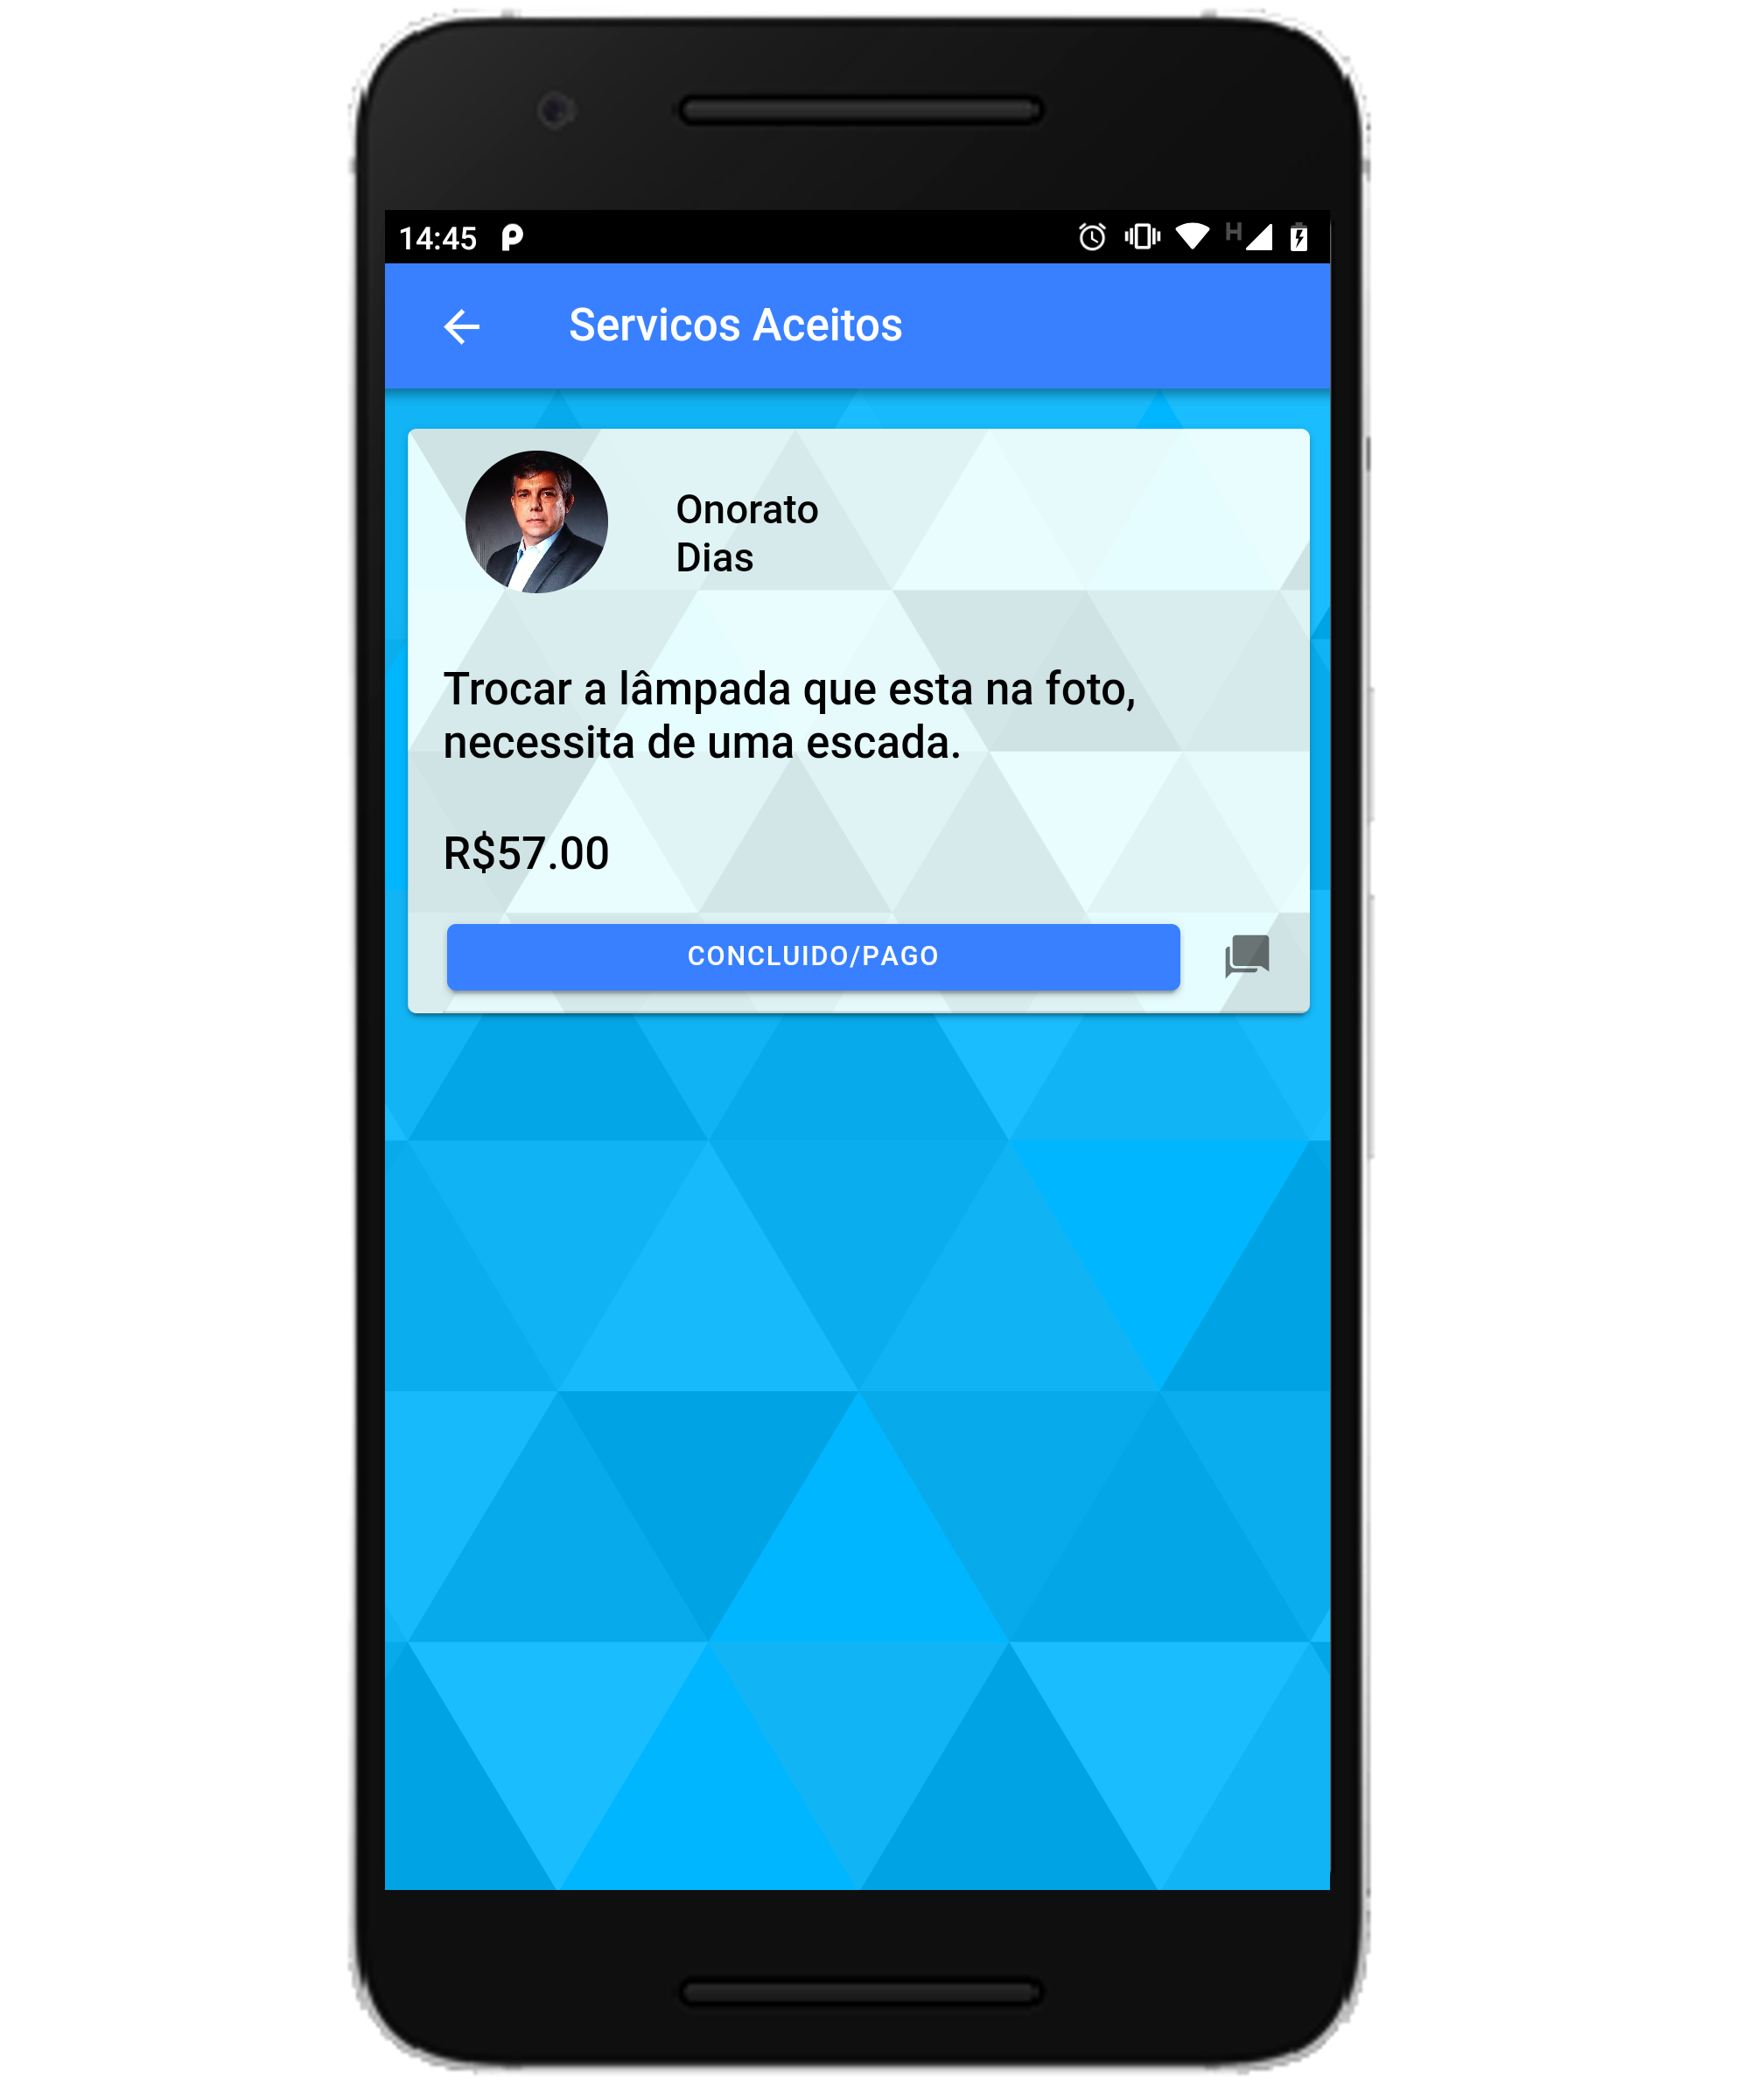 14:45
H
Servicos Aceitos
Onorato
Dias
Trocar a lâmpada que esta na foto,
necessita de uma escada.
R$57.00
CONCLUIDO/PAGO